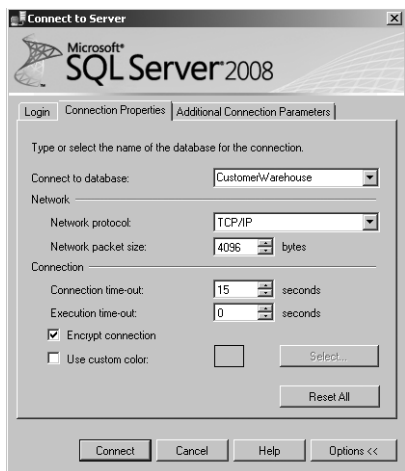 Connect to Server
Microsoft®
SQL Server 2008
Login Connection Properties Additional Connection Parameters
Type or select the name of the database for the connection.
Connect to database: CustomerWarehouse
Network
Network protocol: TCP/IP
Network packet size: 4096 bytes
Connection
Connection time-out: 15 seconds
Execution time-out: 0 seconds
Encrypt connection
Use custom color: Select...
Reset All
Connect Cancel Help Options <<